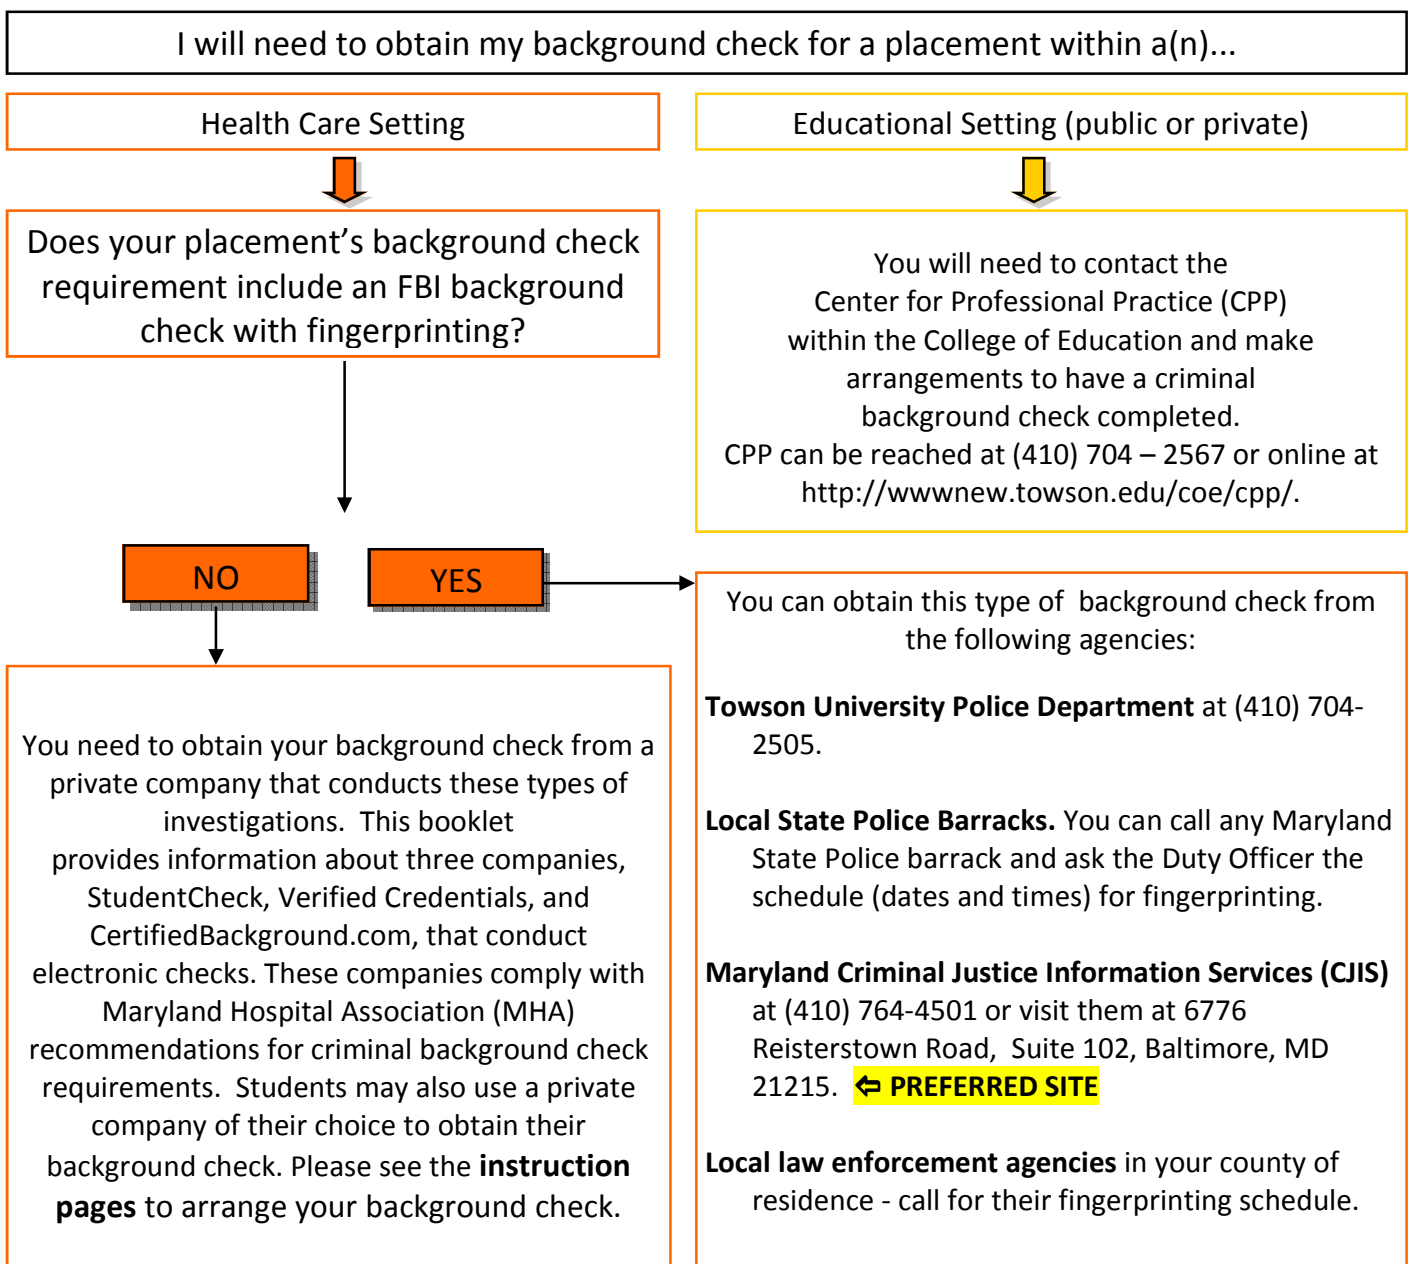 I will need to obtain my background check for a placement within a(n)...
Health Care Setting
Does your placement’s background check
requirement include an FBI background
check with fingerprinting?
NO
YES
You need to obtain your background check from a
private company that conducts these types of
investigations.  This booklet
provides information about three companies,
StudentCheck, Verified Credentials, and
CertifiedBackground.com, that conduct
electronic checks. These companies comply with
Maryland Hospital Association (MHA)
recommendations for criminal background check
requirements.  Students may also use a private
company of their choice to obtain their
background check. Please see the instruction
pages to arrange your background check.
Educational Setting (public or private)
You will need to contact the
Center for Professional Practice (CPP)
within the College of Education and make
arrangements to have a criminal
background check completed.
CPP can be reached at (410) 704 – 2567 or online at
http://wwwnew.towson.edu/coe/cpp/.
You can obtain this type of  background check from
the following agencies:
Towson University Police Department at (410) 704-
2505.
Local State Police Barracks. You can call any Maryland
State Police barrack and ask the Duty Officer the
schedule (dates and times) for fingerprinting.
Maryland Criminal Justice Information Services (CJIS)
at (410) 764-4501 or visit them at 6776
Reisterstown Road,  Suite 102, Baltimore, MD
21215.  ⇦ PREFERRED SITE
Local law enforcement agencies in your county of
residence - call for their fingerprinting schedule.